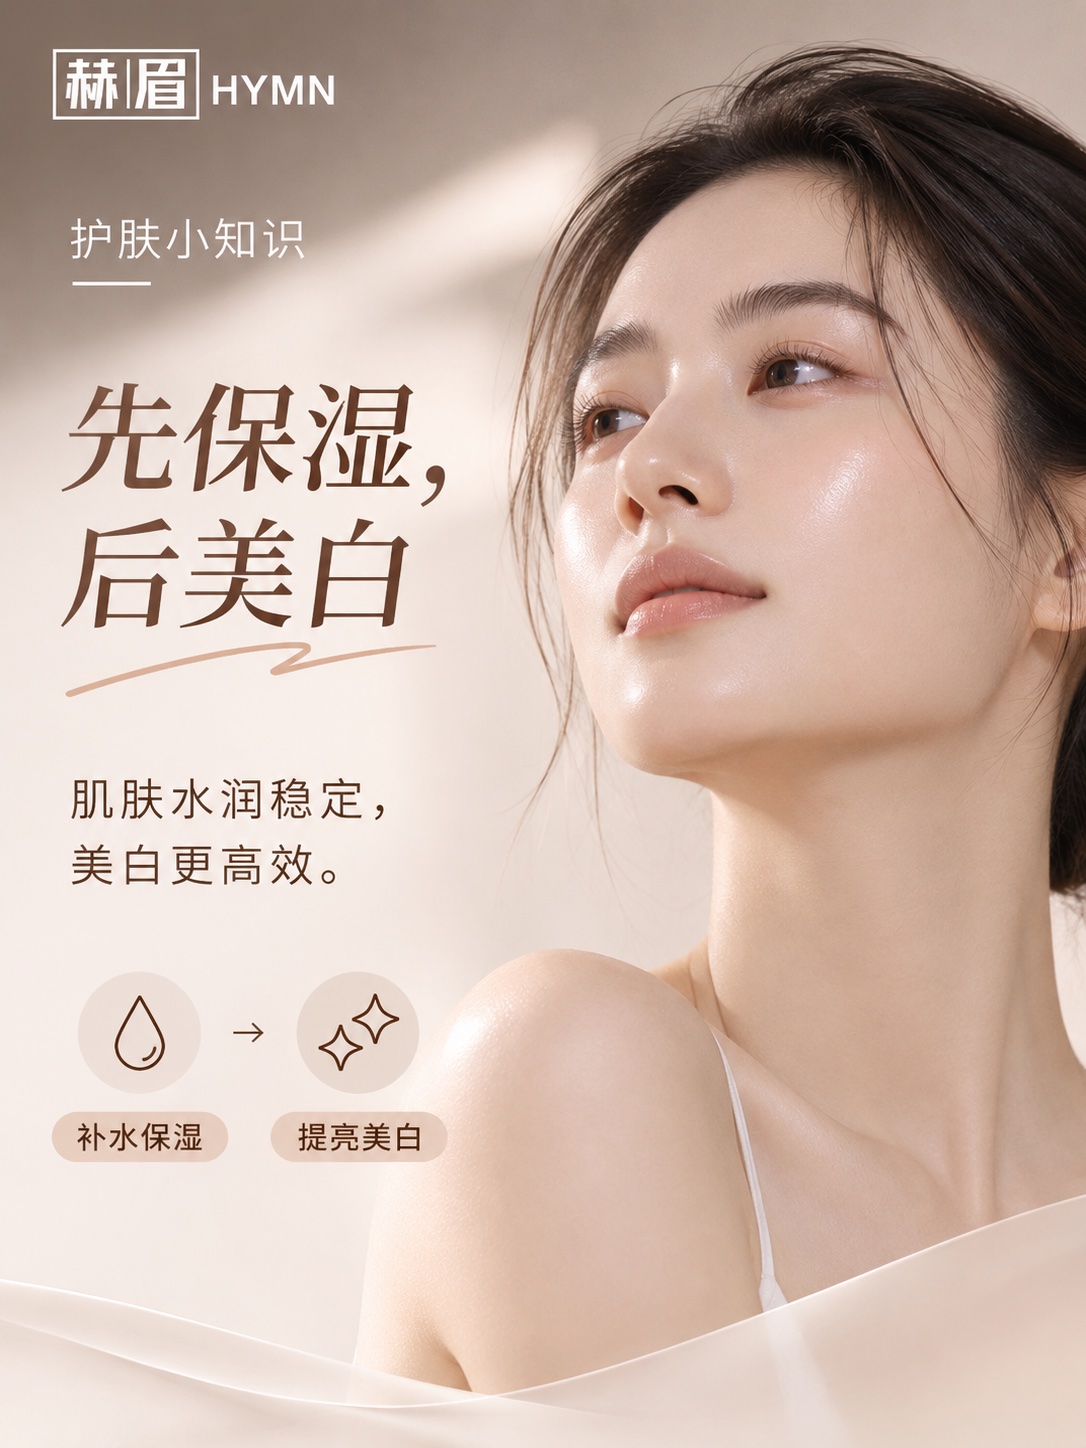 赫眉 HYMN
护肤小知识
先保湿,
后美白
肌肤水润稳定，
美白更高效。
→
补水保湿
提亮美白